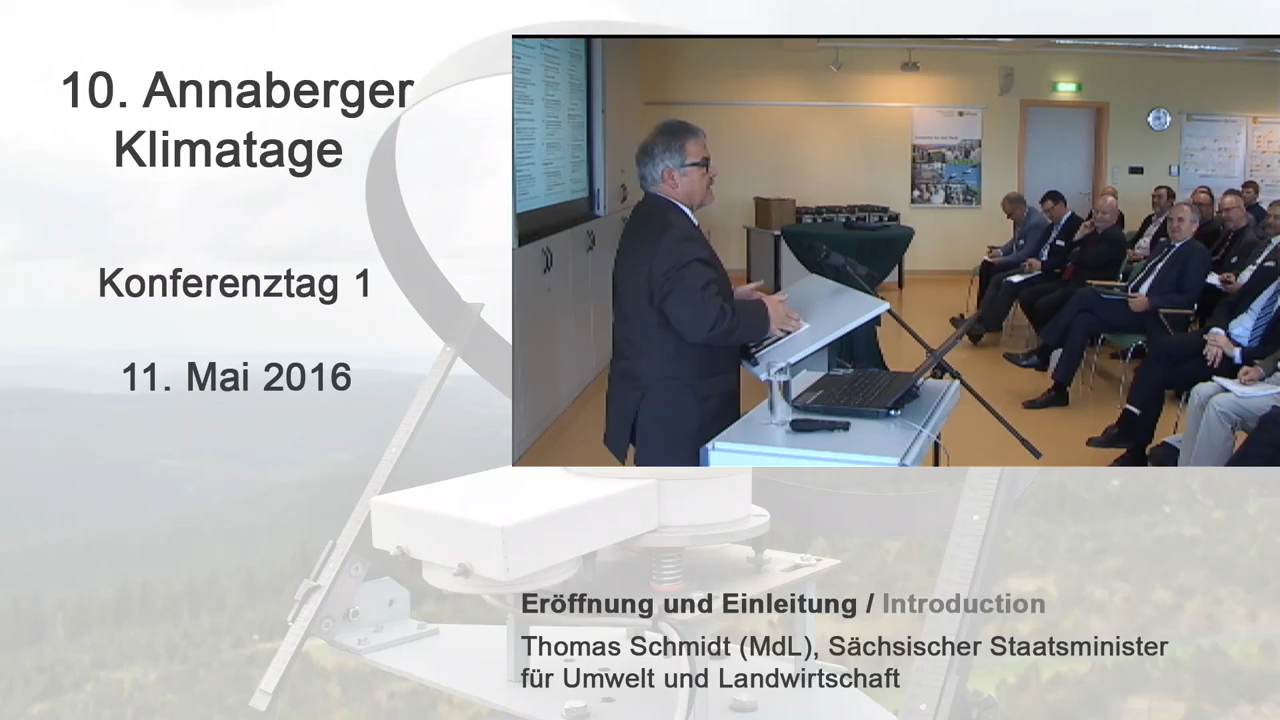 10. Annaberger
Klimatage
Konferenztag 1
11. Mai 2016
Eröffnung und Einleitung / Introduction
Thomas Schmidt (MdL), Sächsischer Staatsminister
für Umwelt und Landwirtschaft